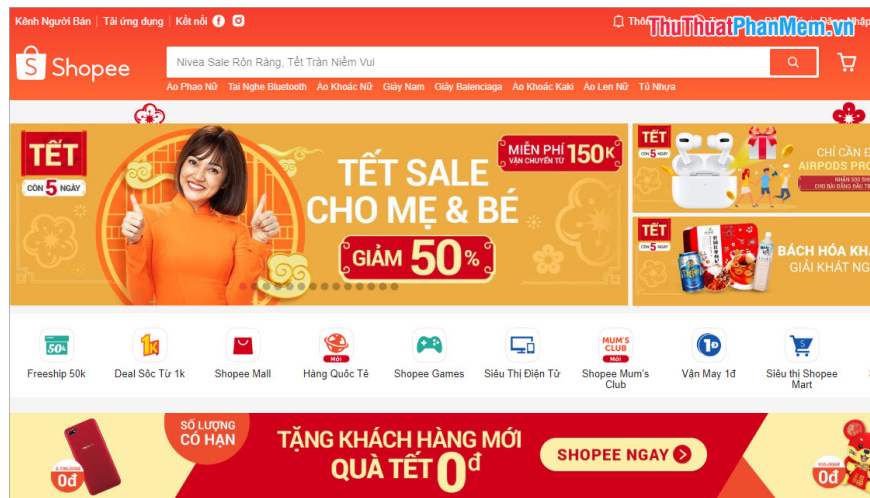 Kênh Người Bán | Tải ứng dụng | Kết nối
ThuThuatPhanMem.vn
Shopee
Nivea Sale Rộn Ràng, Tết Tràn Niềm Vui
Áo Phao Nữ Tai Nghe Bluetooth Áo Khoác Nữ Giày Nam Giày Balenciaga Áo Khoác Kaki Áo Len Nữ Tủ Nhựa
TẾT
CÒN 5 NGÀY
TẾT SALE
CHO MẸ & BÉ
GIẢM 50%
MIỄN PHÍ
VẬN CHUYỂN TỪ 150K
TẾT
CÒN 5 NGÀY
CHỈ CẦN
AIRPODS PRO
TẾT
CÒN 5 NGÀY
BÁCH HÓA
GIẢI KHÁT
50%
1K
Mới
MUM'S
CLUB
Mới
Freeship 50k
Deal Sốc Từ 1k
Shopee Mall
Hàng Quốc Tế
Shopee Games
Siêu Thị Điện Tử
Shopee Mum's
Club
Vận May 1đ
Siêu thị Shopee
Mart
0đ
SỐ LƯỢNG
CÓ HẠN
TẶNG KHÁCH HÀNG MỚI
QUÀ TẾT 0đ
SHOPEE NGAY
0đ